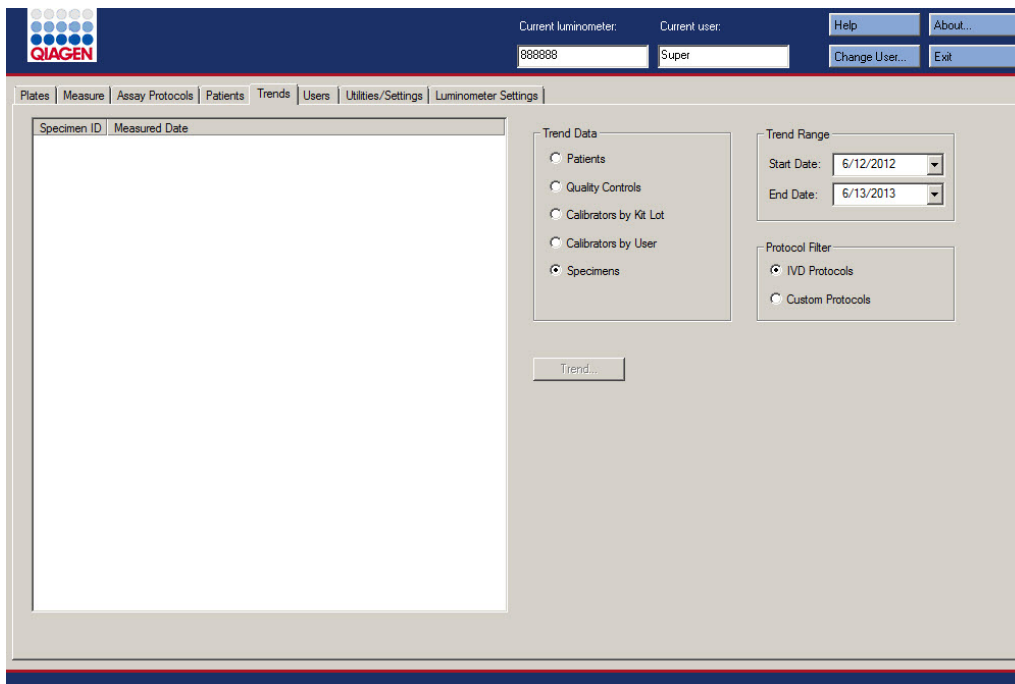 QIAGEN
Current luminometer: Current user:
888888 Super
Help About...
Change User... Exit
Plates Measure Assay Protocols Patients Trends Users Utilities/Settings Luminometer Settings
Specimen ID Measured Date
Trend Data
Patients
Quality Controls
Calibrators by Kit Lot
Calibrators by User
Specimens
Trend Range
Start Date: 6/12/2012
End Date: 6/13/2013
Protocol Filter
IVD Protocols
Custom Protocols
Trend...